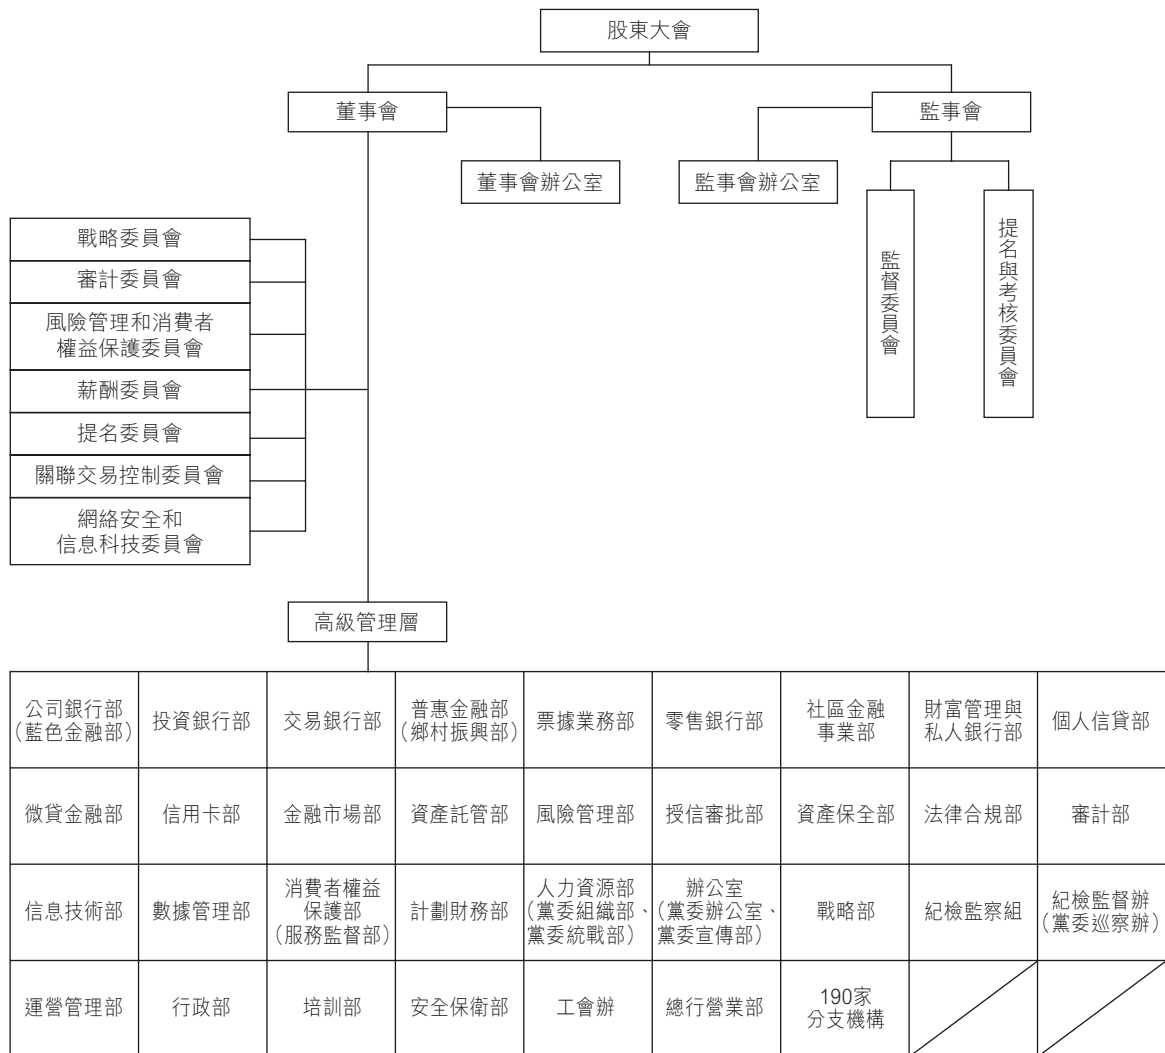 股東大會
董事會
監事會
董事會辦公室
監事會辦公室
監督委員會
提名與考核委員會
戰略委員會
審計委員會
風險管理和消費者
權益保護委員會
薪酬委員會
提名委員會
關聯交易控制委員會
網絡安全和
信息科技委員會
高級管理層
公司銀行部
（藍色金融部）
投資銀行部
交易銀行部
普惠金融部
（鄉村振興部）
票據業務部
零售銀行部
社區金融
事業部
財富管理與
私人銀行部
個人信貸部
微貸金融部
信用卡部
金融市場部
資產託管部
風險管理部
授信審批部
資產保全部
法律合規部
審計部
信息技術部
數據管理部
消費者權益
保護部
（服務監督部）
計劃財務部
人力資源部
（黨委組織部、
黨委統戰部）
辦公室
（黨委辦公室、
黨委宣傳部）
戰略部
紀檢監察組
紀檢監督辦
（黨委巡察辦）
運營管理部
行政部
培訓部
安全保衛部
工會辦
總行營業部
190家
分支機構